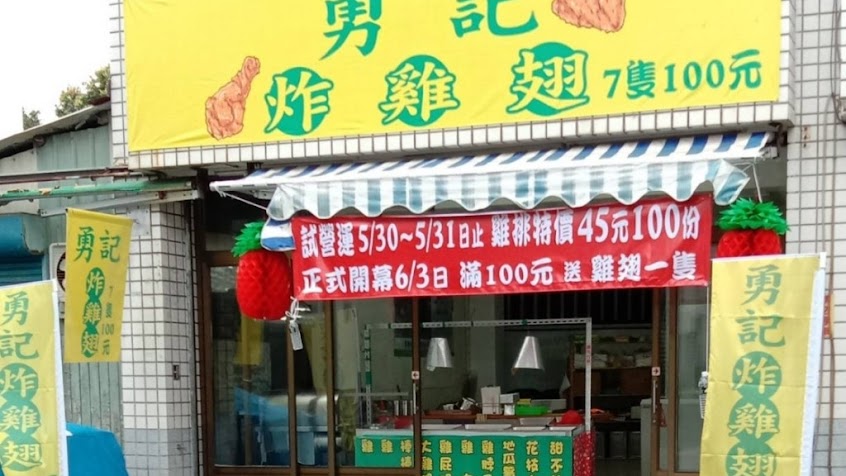 勇記
炸雞翅 7隻100元
試營運5/30～5/31日止 雞排特價45元100份
正式開幕6/3日 滿100元 送 雞翅一隻
勇記
炸雞翅
7隻100元
勇記
炸雞翅
勇記
炸雞翅